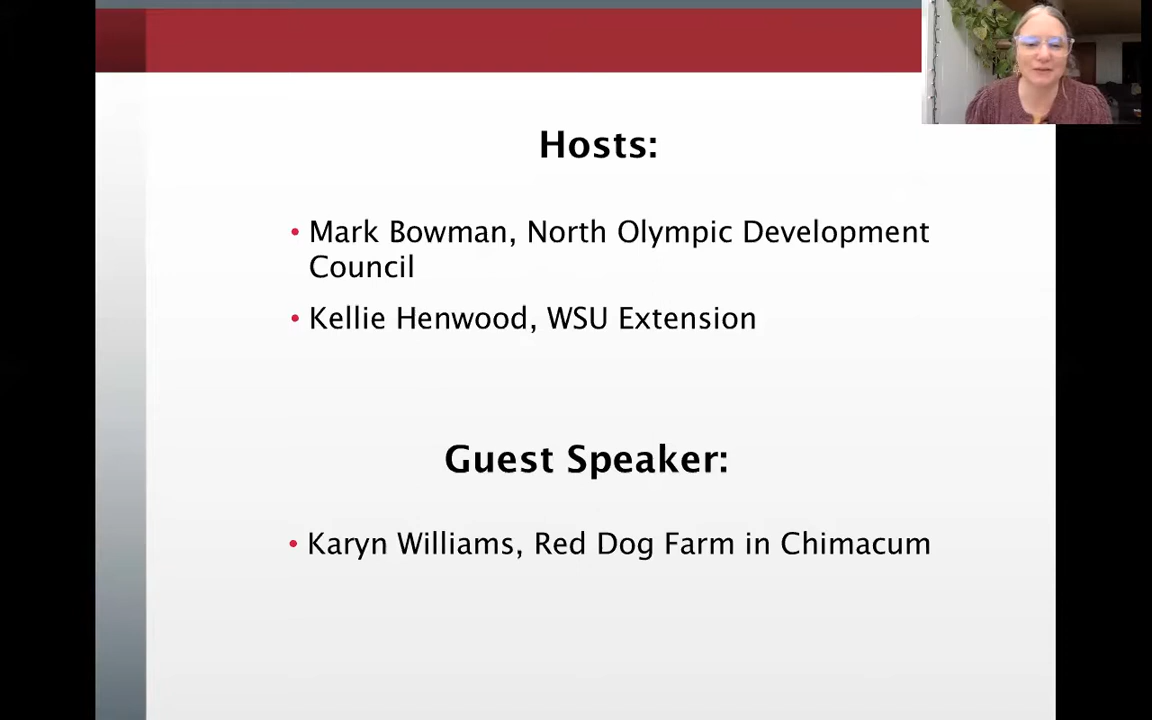 Hosts:
• Mark Bowman, North Olympic Development
Council
• Kellie Henwood, WSU Extension
Guest Speaker:
• Karyn Williams, Red Dog Farm in Chimacum